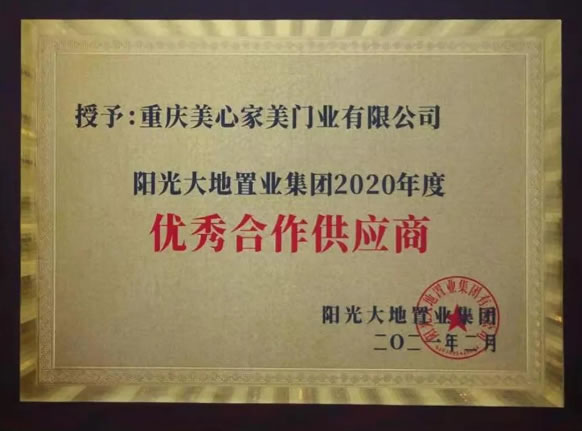 授予:重庆美心家美门业有限公司
阳光大地置业集团2020年度
优秀合作供应商
阳光大地置业集团
二〇二一年二月